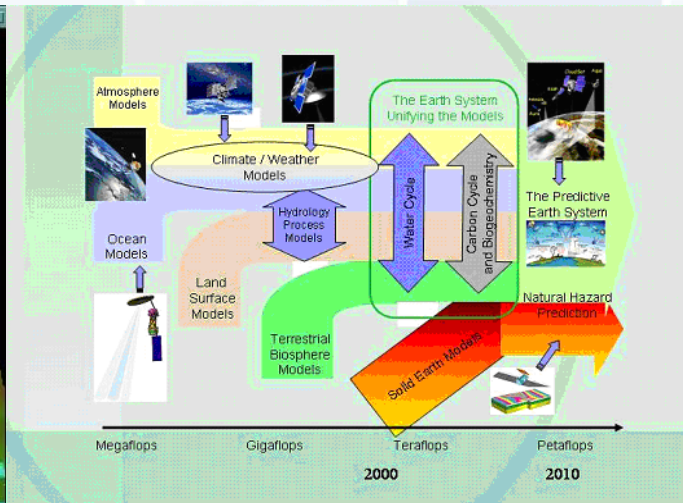 Atmosphere
Models
The Earth System
Unifying the Models
Climate / Weather
Models
Hydrology
Process
Models
Water Cycle
Carbon Cycle
and Biogeochemistry
The Predictive
Earth System
Ocean
Models
Land
Surface
Models
Terrestrial
Biosphere
Models
Solid Earth Models
Natural Hazard
Prediction
Megaflops
Gigaflops
Teraflops
Petaflops
2000
2010